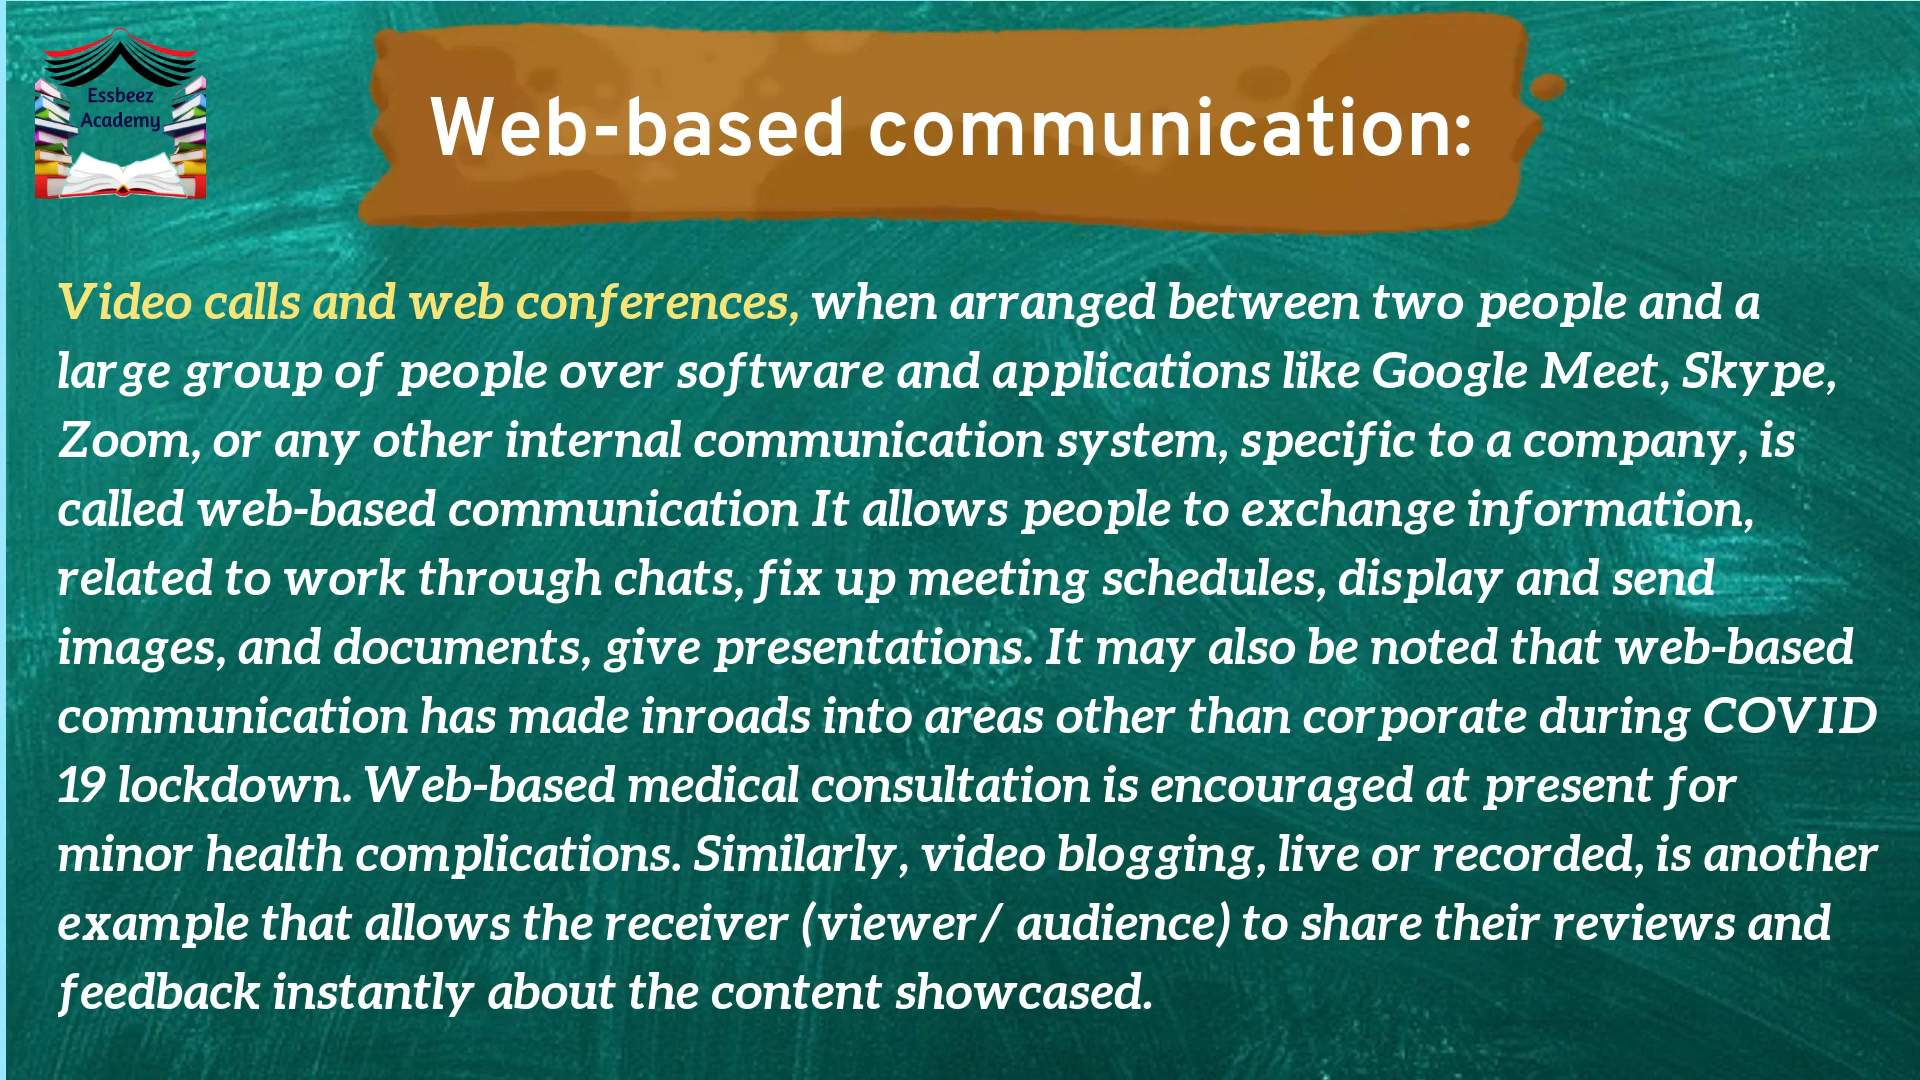 Essbeez
Academy
Web-based communication:
Video calls and web conferences, when arranged between two people and a
large group of people over software and applications like Google Meet, Skype,
Zoom, or any other internal communication system, specific to a company, is
called web-based communication It allows people to exchange information,
related to work through chats, fix up meeting schedules, display and send
images, and documents, give presentations. It may also be noted that web-based
communication has made inroads into areas other than corporate during COVID
19 lockdown. Web-based medical consultation is encouraged at present for
minor health complications. Similarly, video blogging, live or recorded, is another
example that allows the receiver (viewer/ audience) to share their reviews and
feedback instantly about the content showcased.